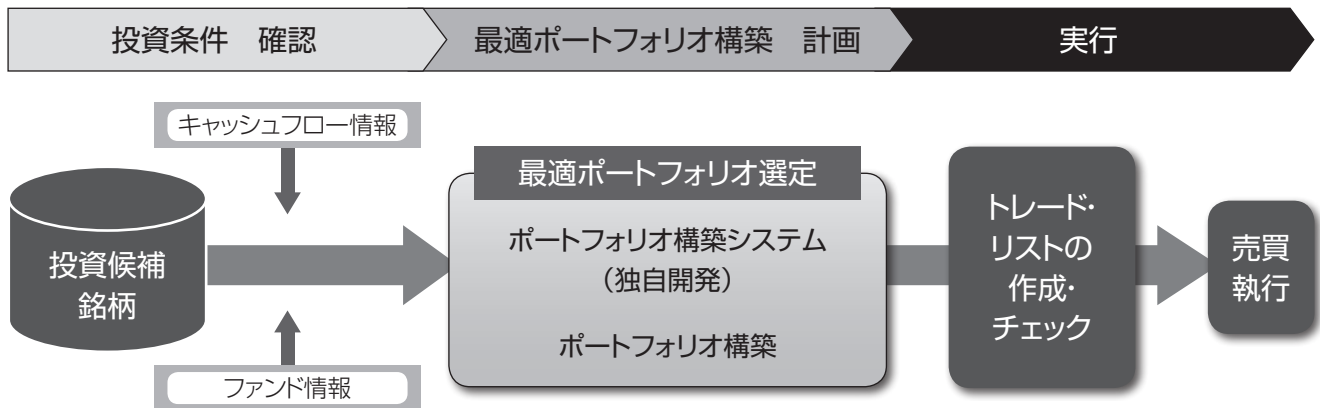 投資条件　確認
最適ポートフォリオ構築　計画
実行
キャッシュフロー情報
投資候補
銘柄
ファンド情報
最適ポートフォリオ選定
ポートフォリオ構築システム
（独自開発）
ポートフォリオ構築
トレード・
リストの
作成・
チェック
売買
執行